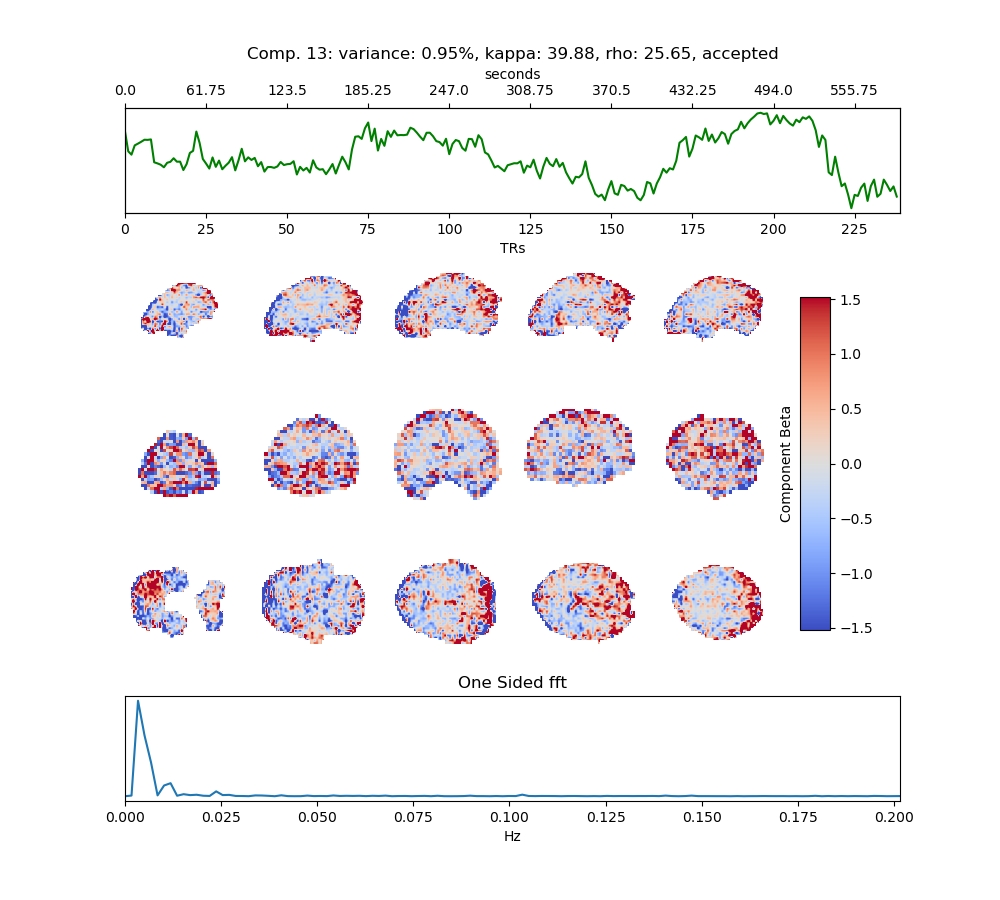 Comp. 13: variance: 0.95%, kappa: 39.88, rho: 25.65, accepted
seconds
0.0 61.75 123.5 185.25 247.0 308.75 370.5 432.25 494.0 555.75
0 25 50 75 100 125 150 175 200 225
TRs
1.5
1.0
0.5
0.0
−0.5
−1.0
−1.5
Component Beta
One Sided fft
0.000 0.025 0.050 0.075 0.100 0.125 0.150 0.175 0.200
Hz